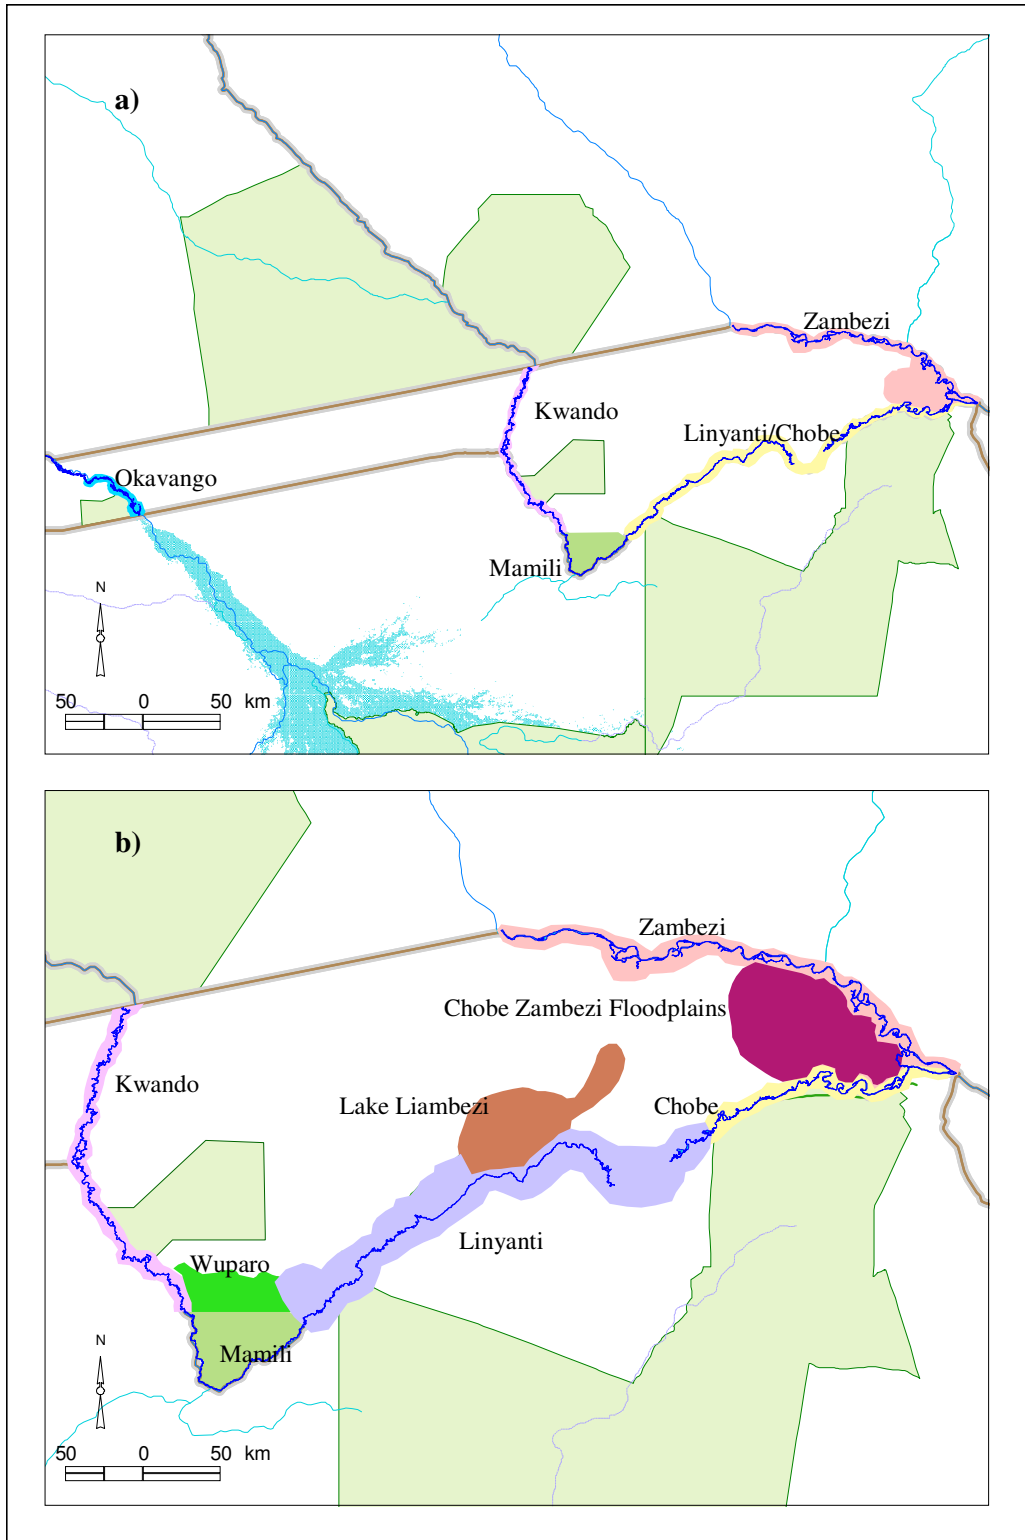 a)
Zambezi
Kwando
Linyanti/Chobe
Okavango
Mamili
N
50 0 50 km
b)
Zambezi
Chobe Zambezi Floodplains
Kwando
Lake Liambezi
Chobe
Linyanti
Wuparo
Mamili
N
50 0 50 km